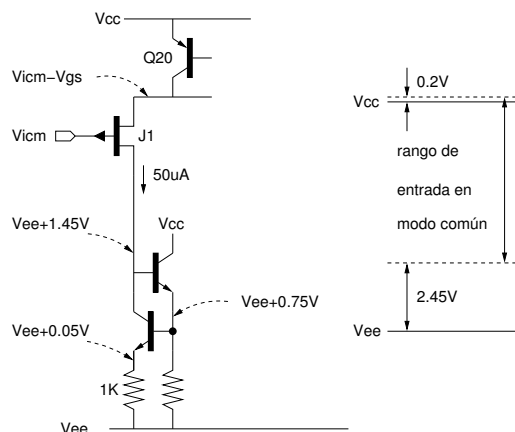 Vcc
Q20
Vicm−Vgs
Vicm
J1
50uA
Vee+1.45V
Vcc
Vee+0.75V
Vee+0.05V
1K
Vee
0.2V
Vcc
rango de
entrada en
modo común
2.45V
Vee